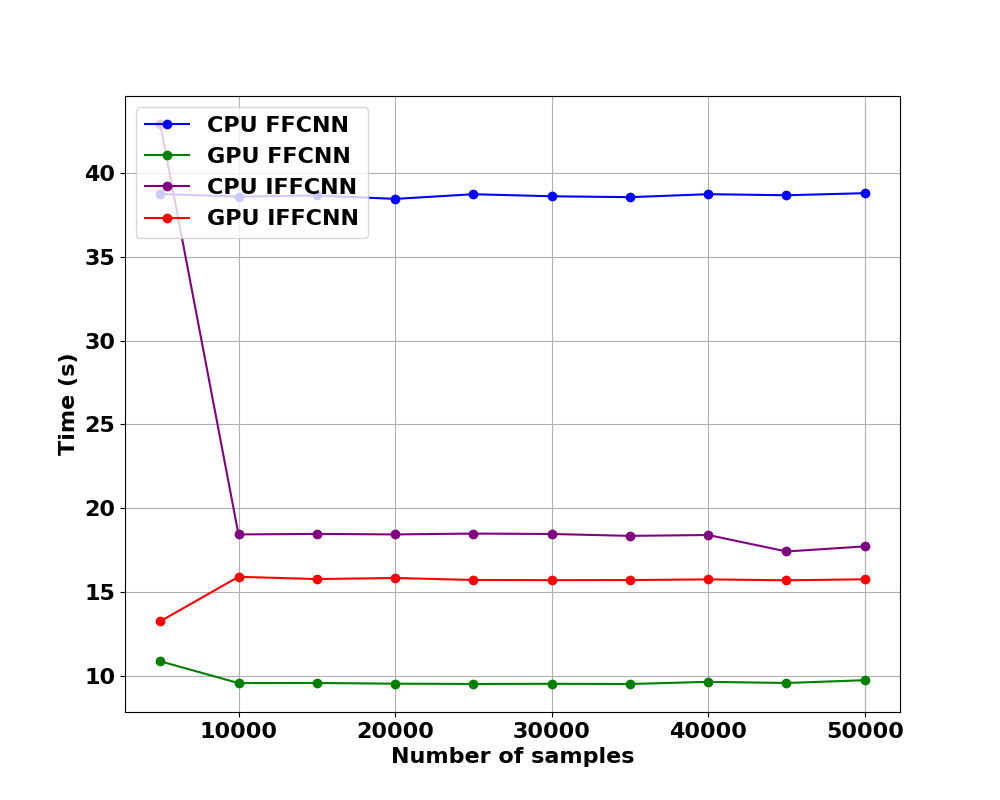 CPU FFCNN
GPU FFCNN
CPU IFFCNN
GPU IFFCNN
40
35
30
25
20
15
10
Time (s)
10000 20000 30000 40000 50000
Number of samples